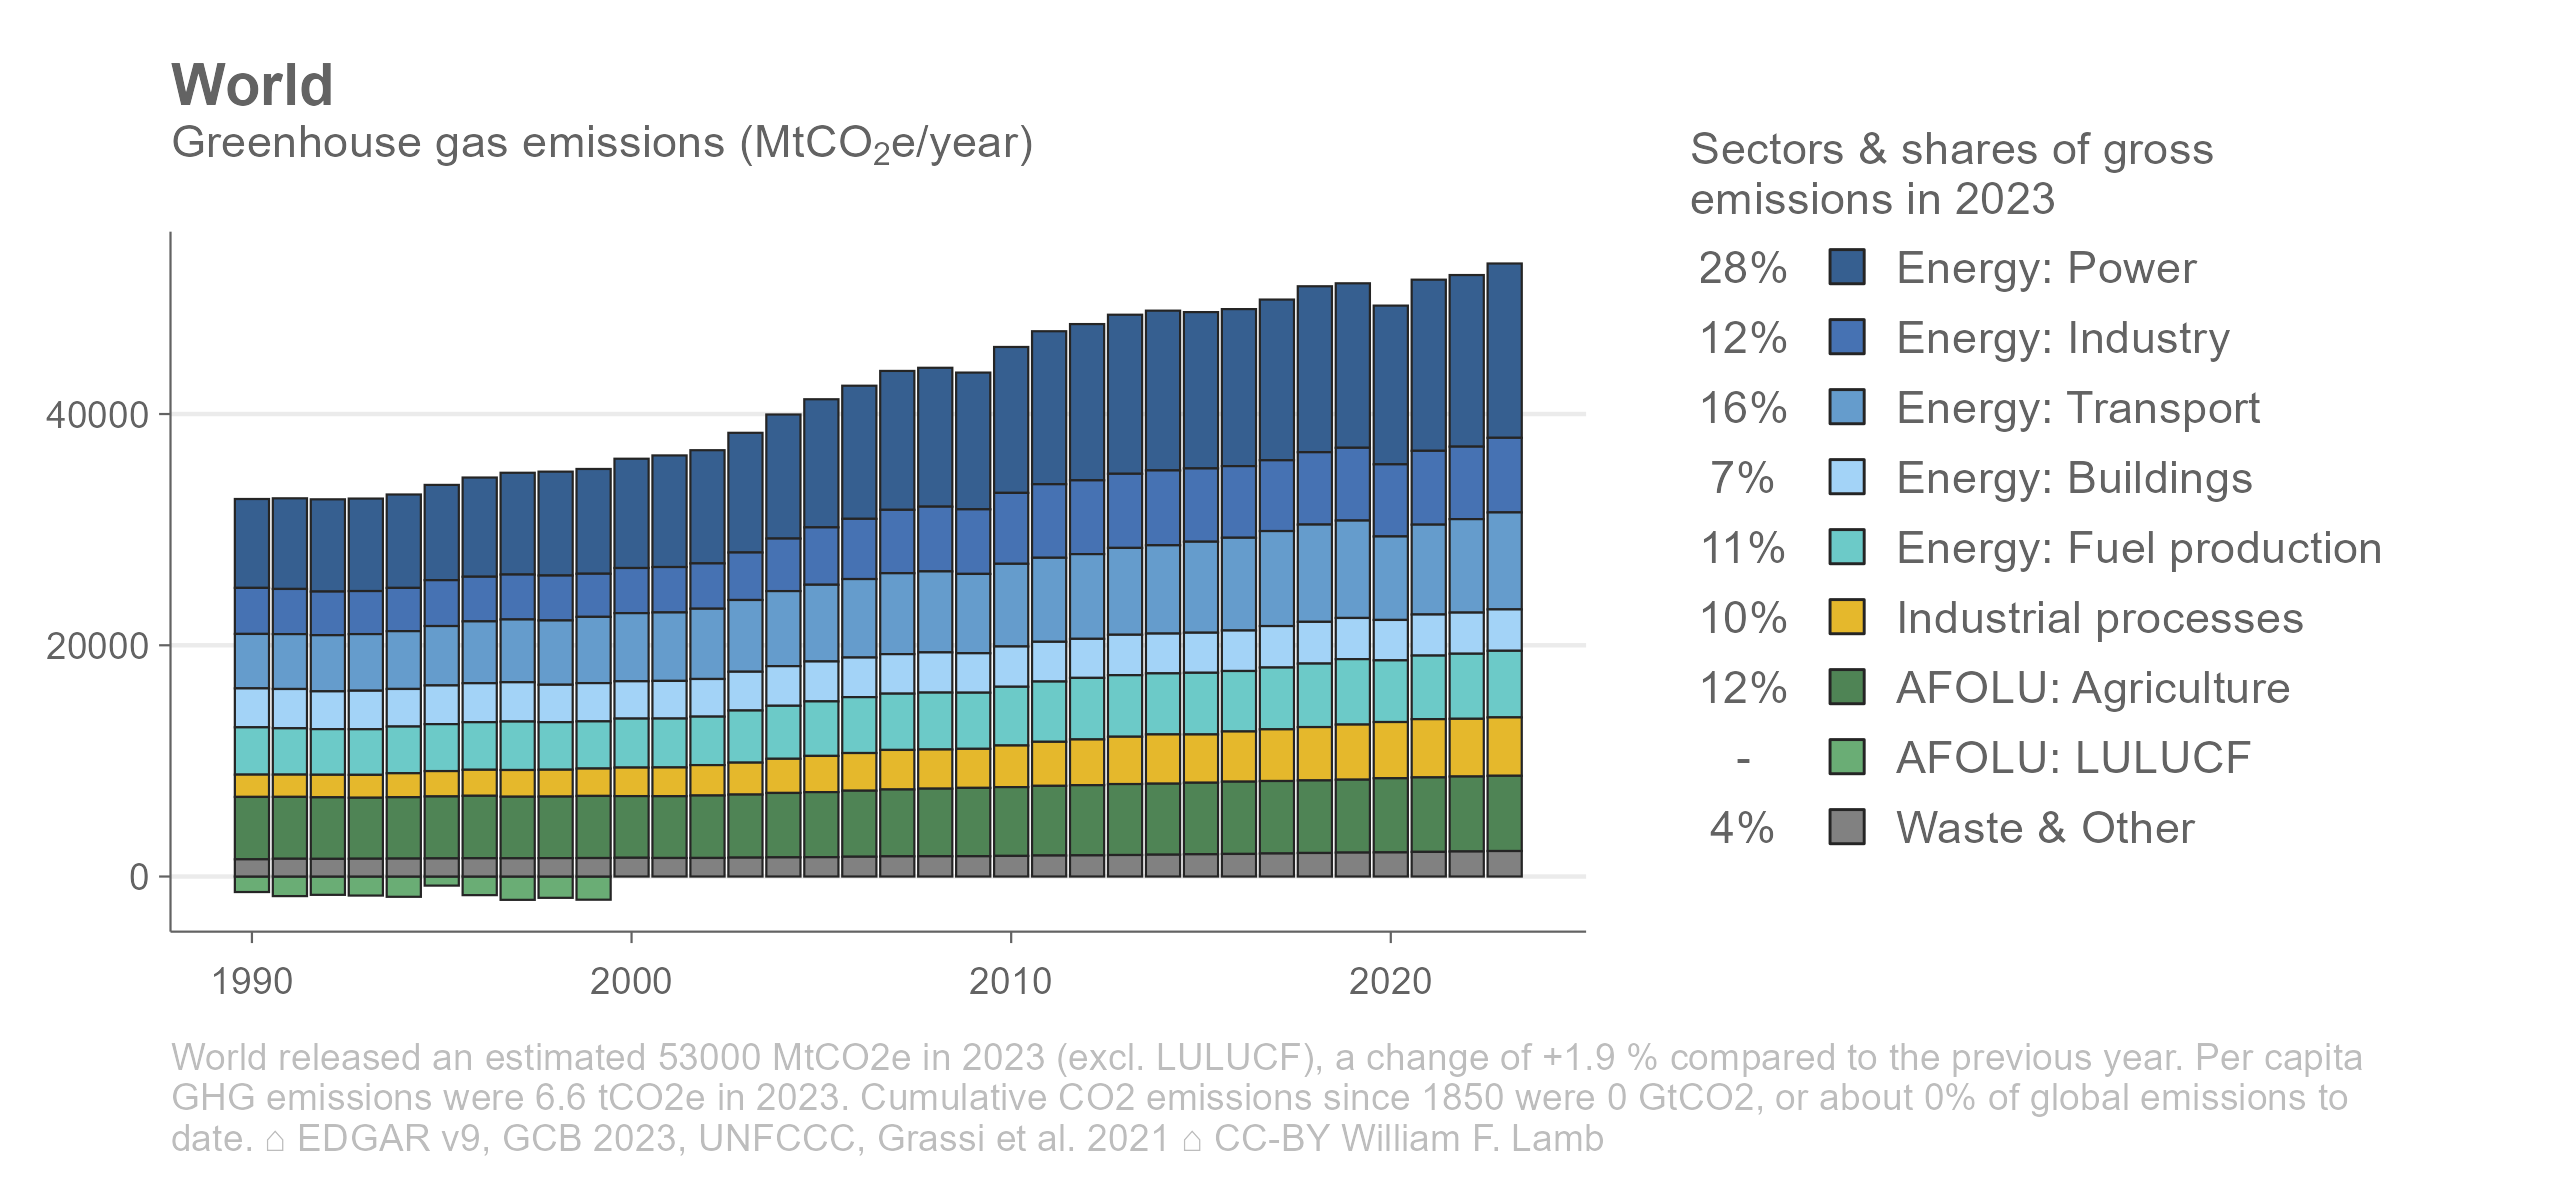 World
Greenhouse gas emissions (MtCO₂e/year)
Sectors & shares of gross
emissions in 2023
28% Energy: Power
12% Energy: Industry
16% Energy: Transport
7% Energy: Buildings
11% Energy: Fuel production
10% Industrial processes
12% AFOLU: Agriculture
- AFOLU: LULUCF
4% Waste & Other
40000
20000
0
1990 2000 2010 2020
World released an estimated 53000 MtCO2e in 2023 (excl. LULUCF), a change of +1.9 % compared to the previous year. Per capita
GHG emissions were 6.6 tCO2e in 2023. Cumulative CO2 emissions since 1850 were 0 GtCO2, or about 0% of global emissions to
date. ⌂ EDGAR v9, GCB 2023, UNFCCC, Grassi et al. 2021 ⌂ CC-BY William F. Lamb